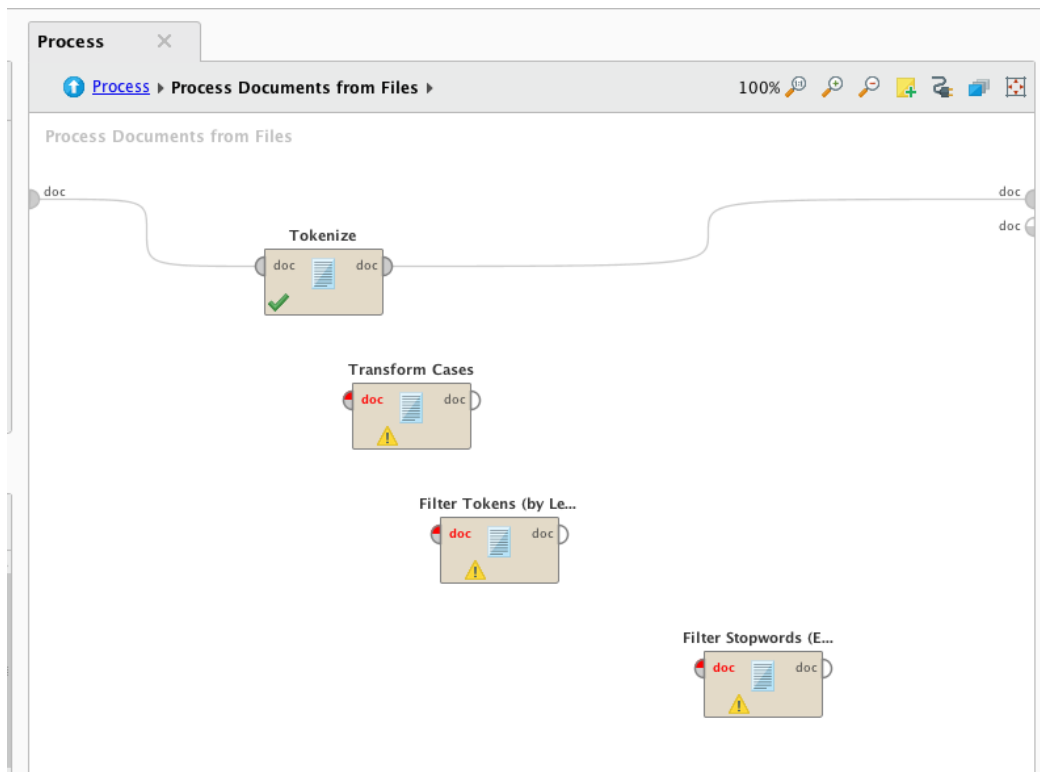 Process
Process Process Documents from Files
100%
Process Documents from Files
doc
doc
doc
Tokenize
doc doc
Transform Cases
doc doc
Filter Tokens (by Le...
doc doc
Filter Stopwords (E...
doc doc